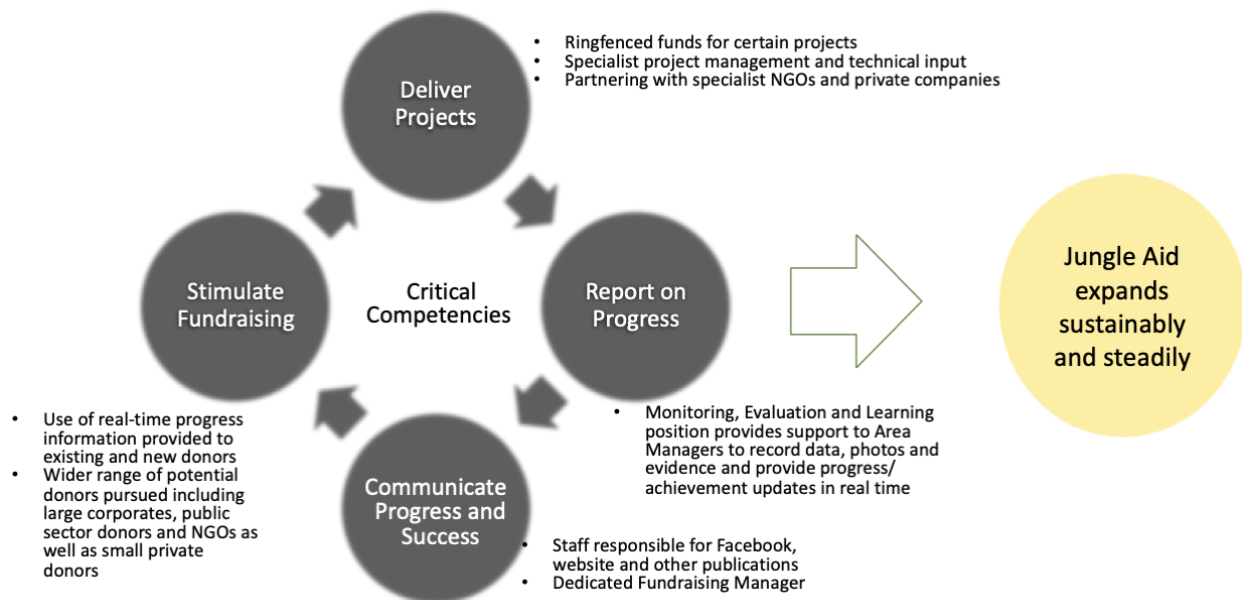 Deliver
Projects
• Ringfenced funds for certain projects
• Specialist project management and technical input
• Partnering with specialist NGOs and private companies
Stimulate
Fundraising
Critical
Competencies
Report on
Progress
Jungle Aid
expands
sustainably
and steadily
• Use of real-time progress
information provided to
existing and new donors
• Wider range of potential
donors pursued including
large corporates, public
sector donors and NGOs as
well as small private
donors
• Monitoring, Evaluation and Learning
position provides support to Area
Managers to record data, photos and
evidence and provide progress/
achievement updates in real time
Communicate
Progress and
Success
• Staff responsible for Facebook,
website and other publications
• Dedicated Fundraising Manager